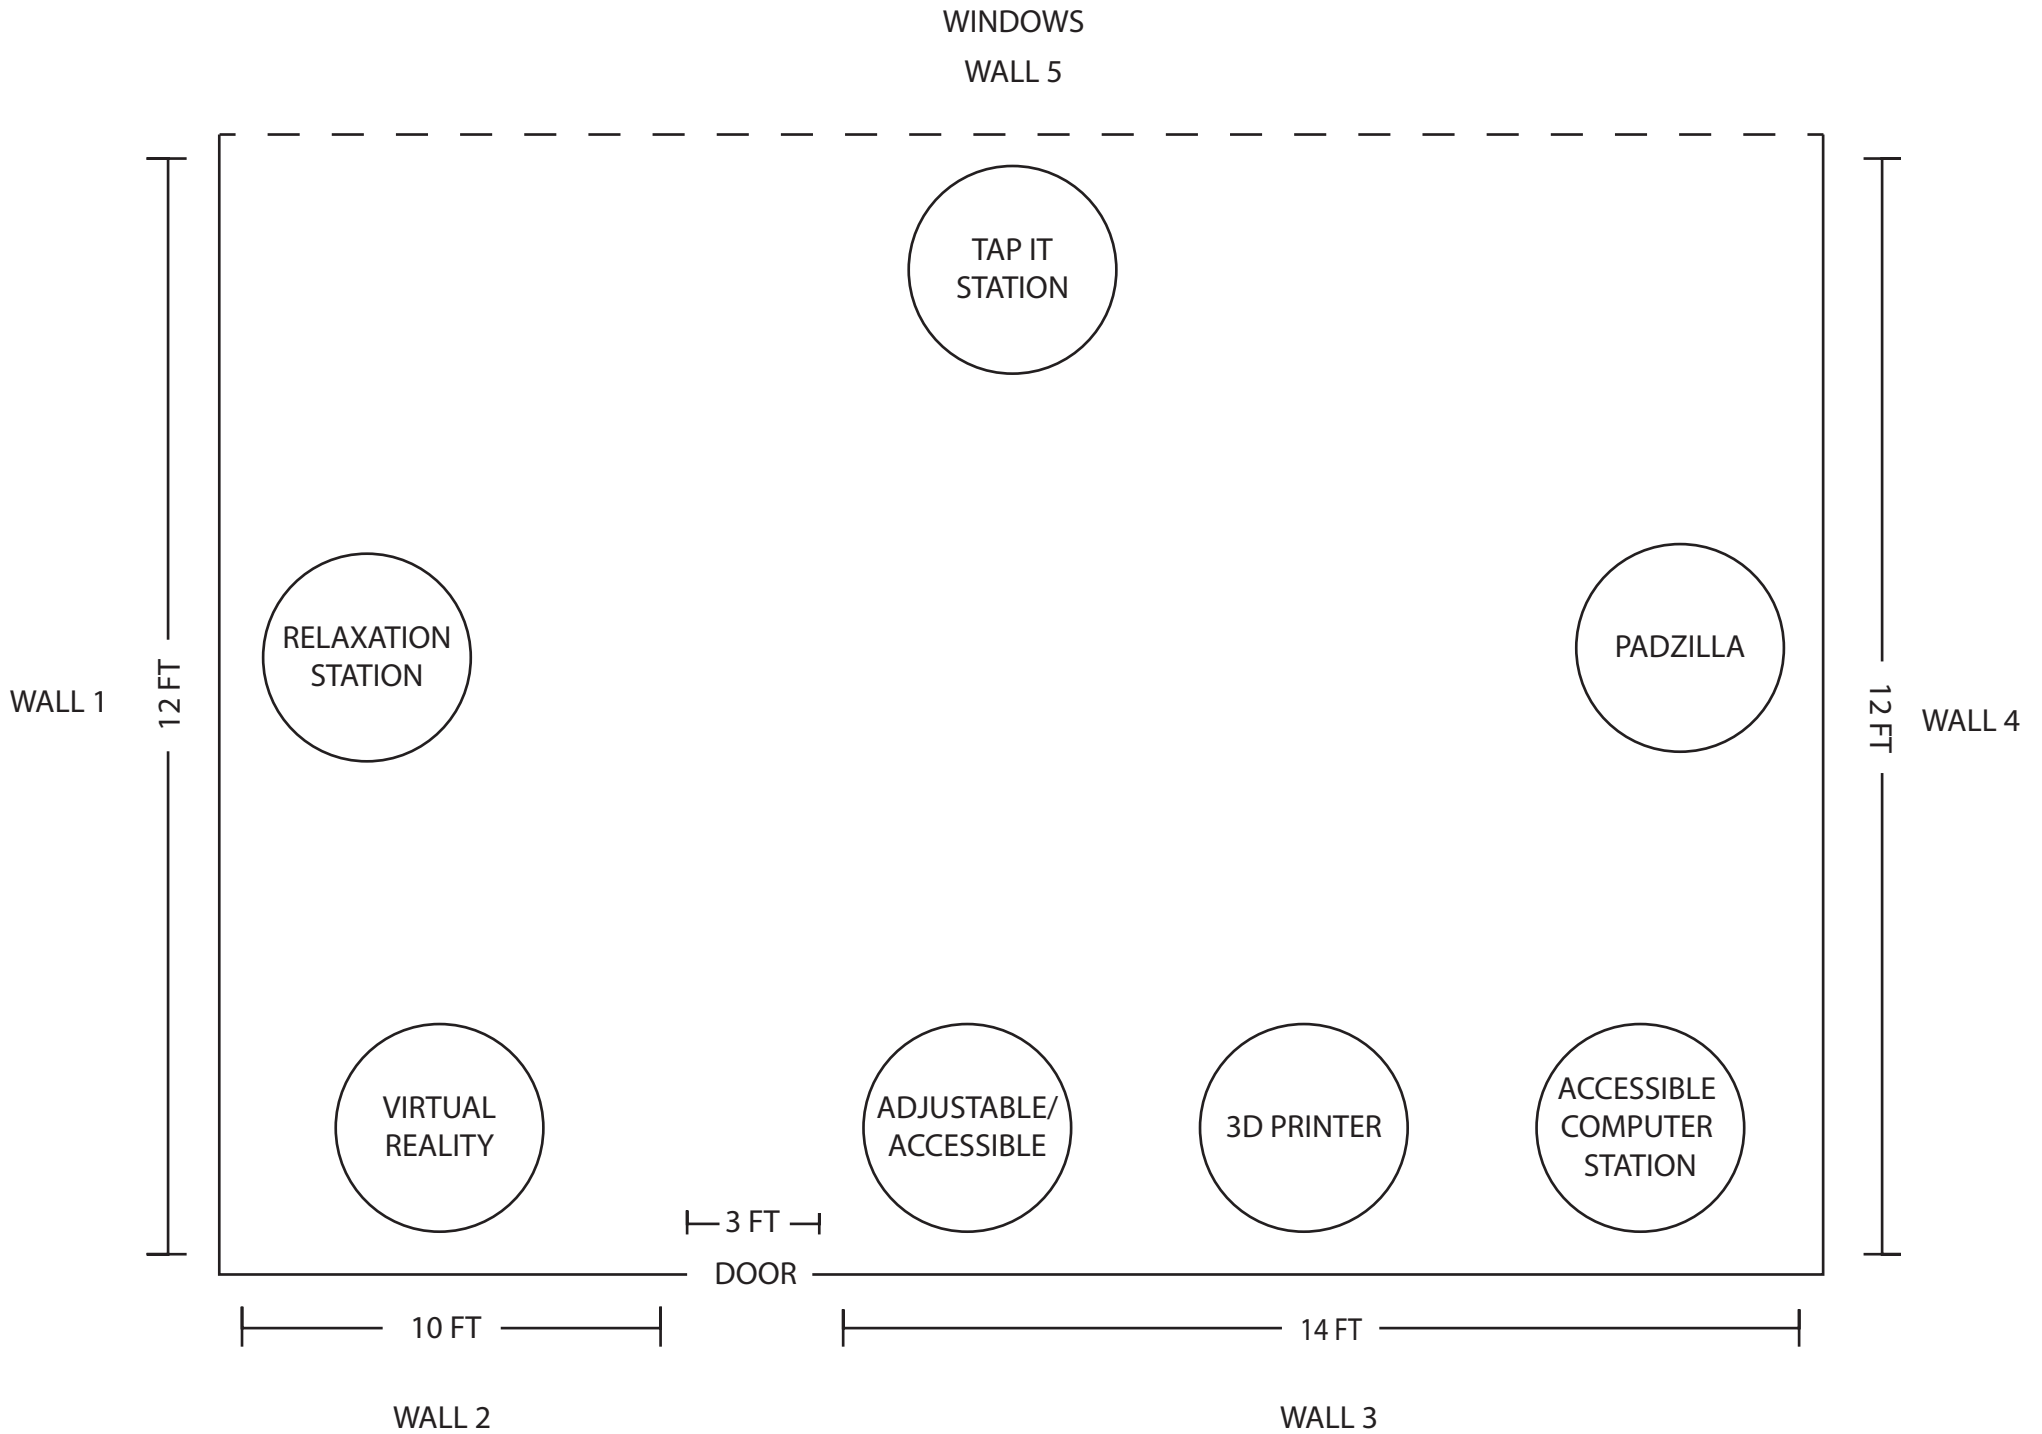 WINDOWS
WALL 5
TAP IT
STATION
RELAXATION
STATION
PADZILLA
WALL 1
12 FT
12 FT
WALL 4
VIRTUAL
REALITY
ADJUSTABLE/
ACCESSIBLE
3D PRINTER
ACCESSIBLE
COMPUTER
STATION
3 FT
DOOR
10 FT
14 FT
WALL 2
WALL 3